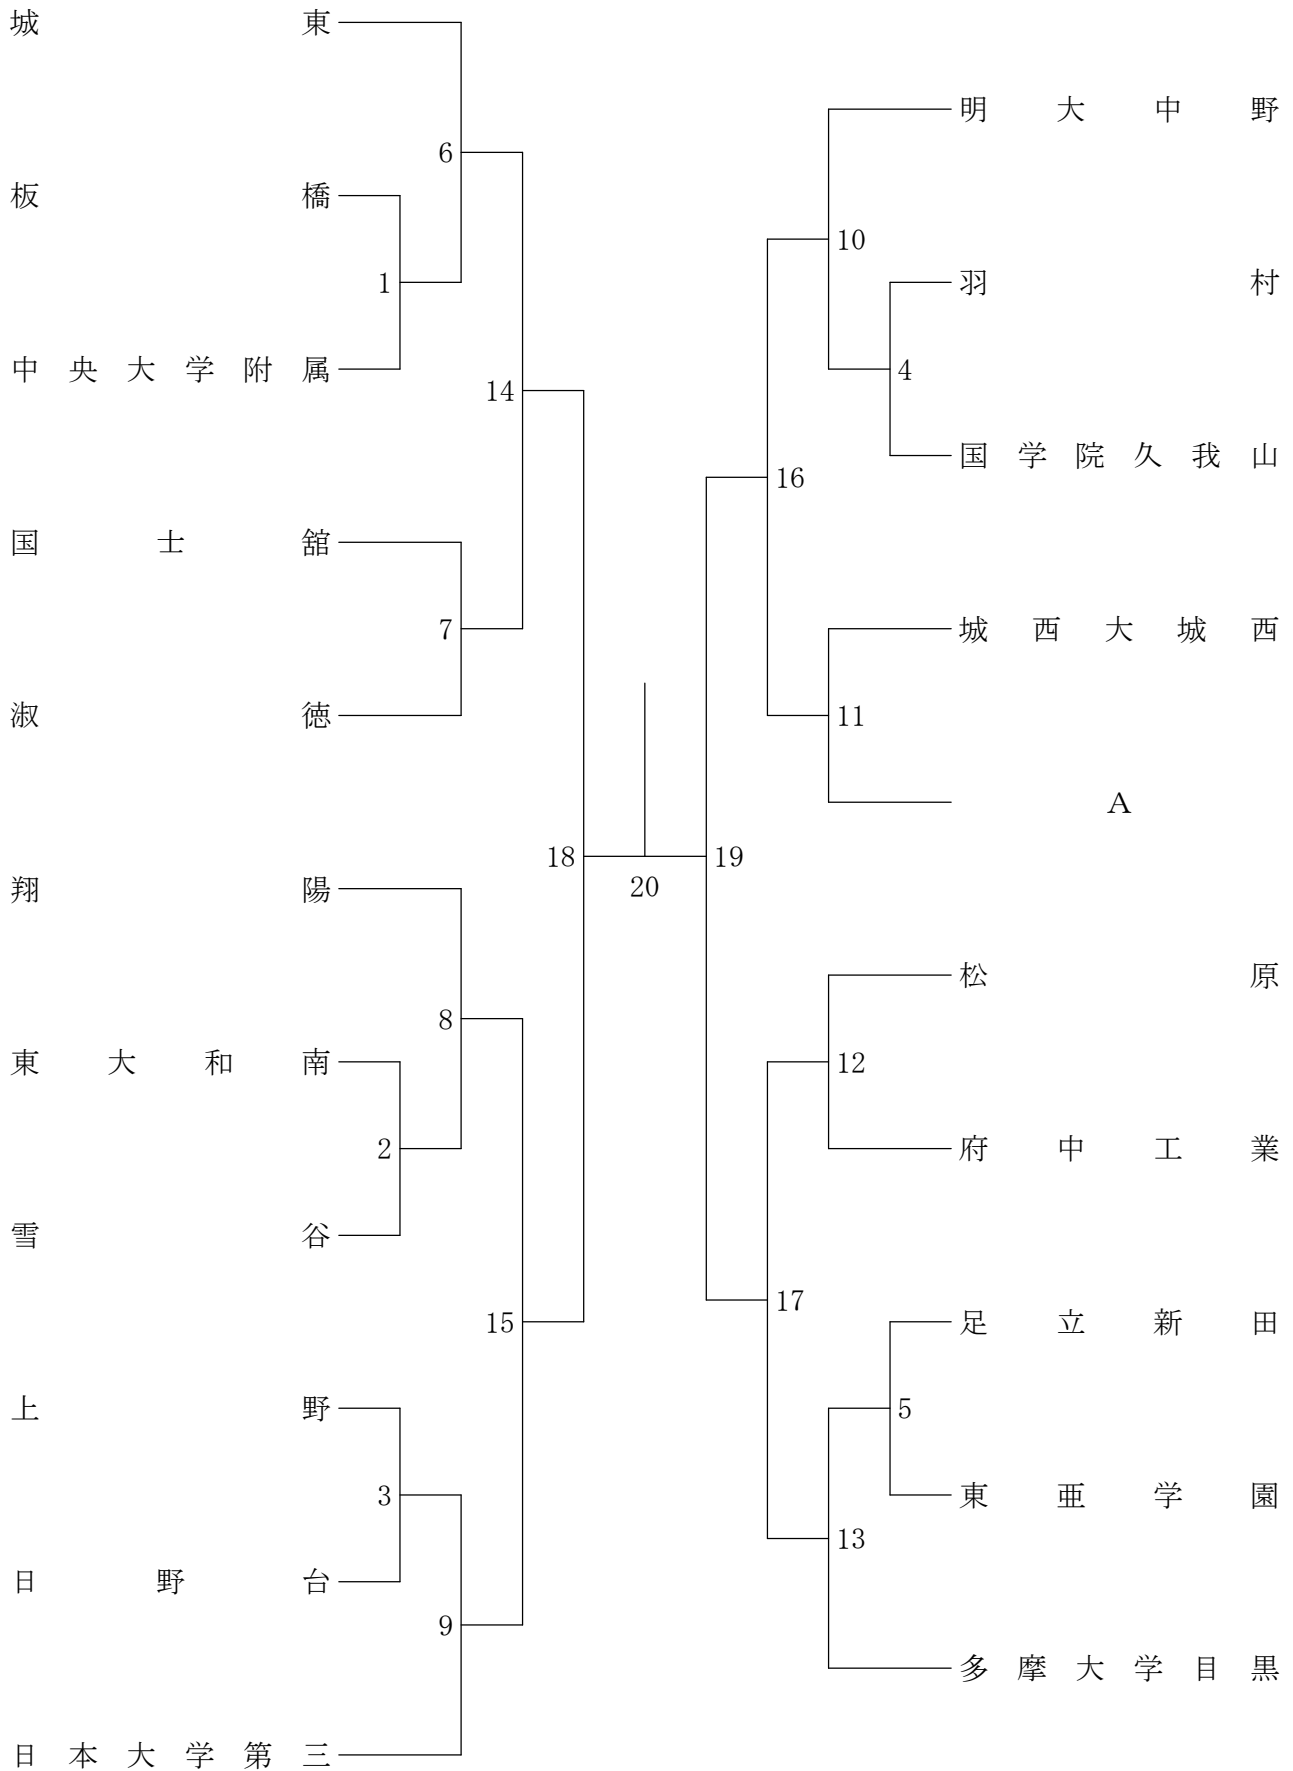 城東
板橋
中央大学附属
国士舘
淑徳
翔陽
東大和南
雪谷
上野
日野台
日本大学第三
1
2
3
6
7
8
9
14
15
18
20
19
16
17
10
11
12
13
4
5
明大中野
羽村
国学院久我山
城西大城西
A
松原
府中工業
足立新田
東亜学園
多摩大学目黒